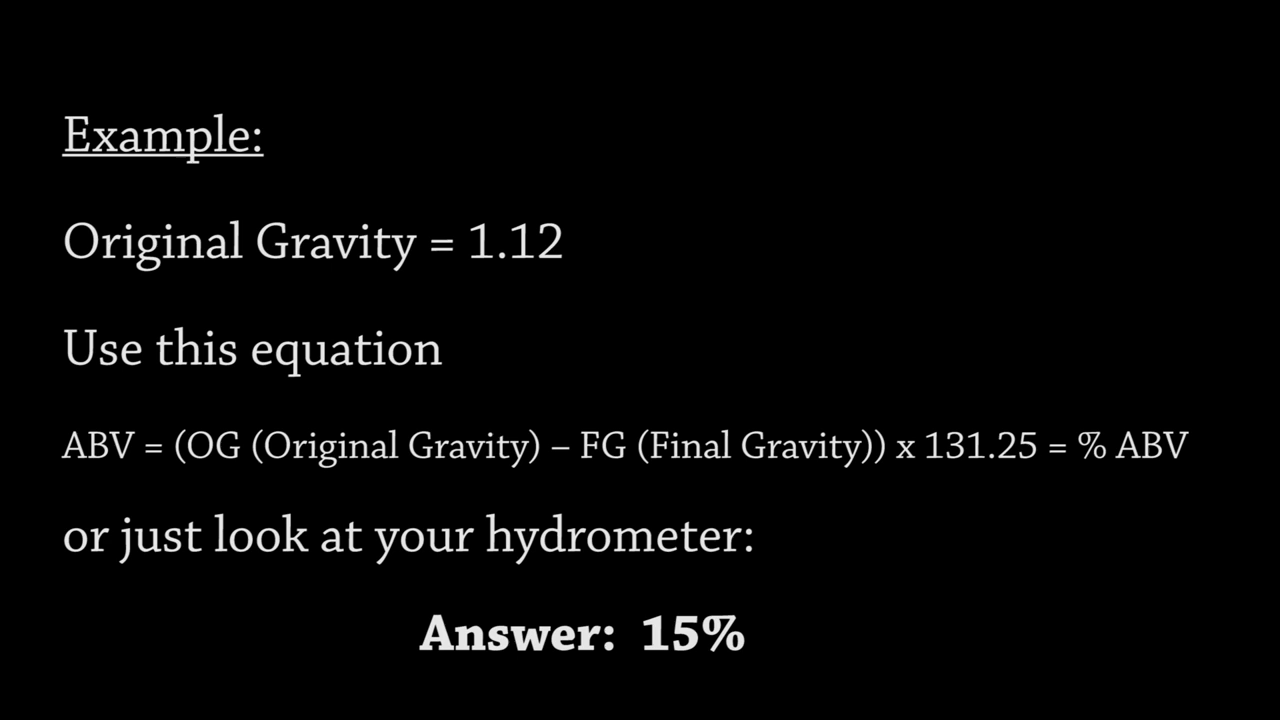 Example:
Original Gravity = 1.12
Use this equation
ABV = (OG (Original Gravity) – FG (Final Gravity)) x 131.25 = % ABV
or just look at your hydrometer:
Answer: 15%